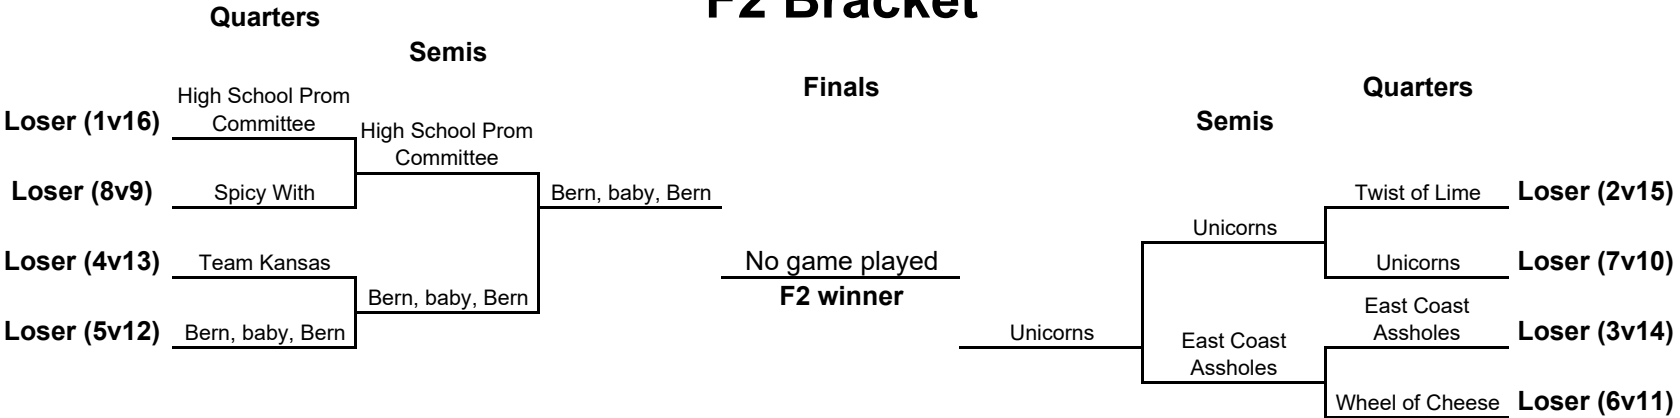 F2 Bracket
Quarters
Semis
Finals
Quarters
Semis
High School Prom
Committee
Loser (1v16)
High School Prom
Committee
Loser (8v9)
Spicy With
Bern, baby, Bern
Twist of Lime
Loser (2v15)
Unicorns
Loser (4v13)
Team Kansas
No game played
Unicorns
Loser (7v10)
Bern, baby, Bern
F2 winner
East Coast
Assholes
Loser (3v14)
Loser (5v12)
Bern, baby, Bern
Unicorns
East Coast
Assholes
Wheel of Cheese
Loser (6v11)